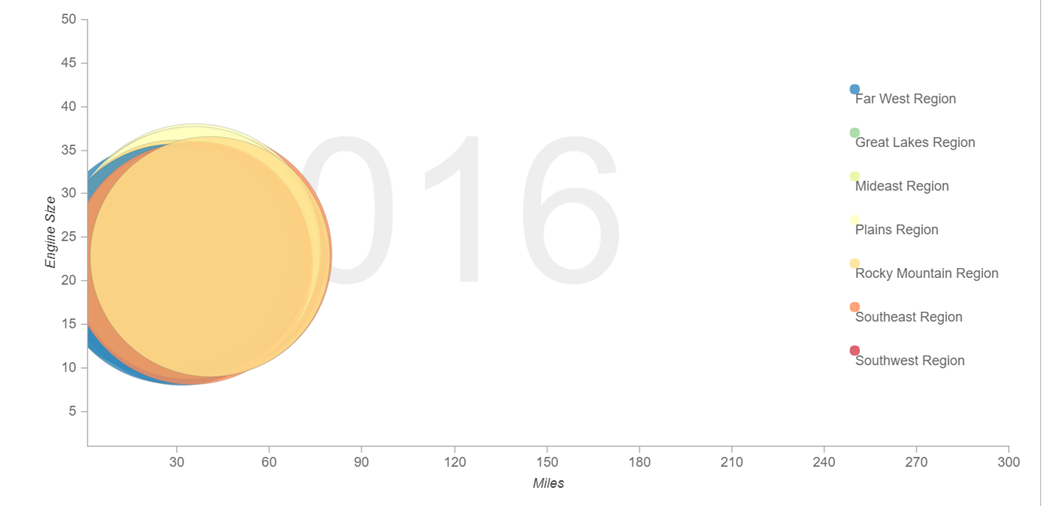 50
45
40
35
30
25
20
15
10
5
Engine Size
30 60 90 120 150 180 210 240 270 300
Miles
016
Far West Region
Great Lakes Region
Mideast Region
Plains Region
Rocky Mountain Region
Southeast Region
Southwest Region